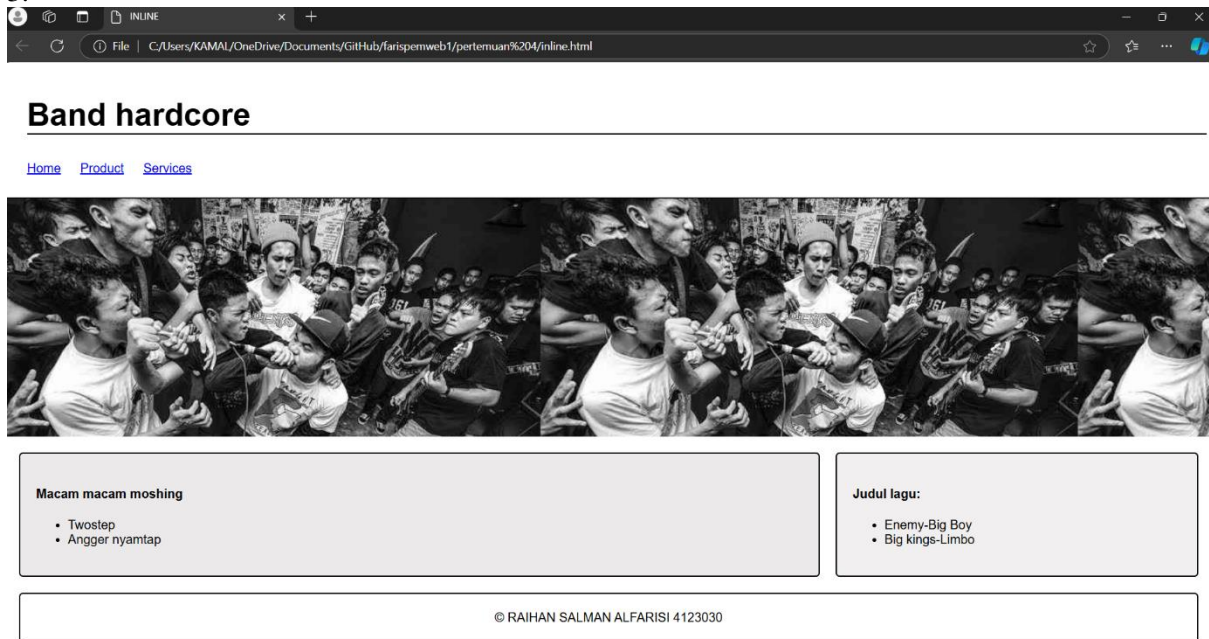 INLINE
File | C:/Users/KAMAL/OneDrive/Documents/GitHub/farispemweb1/pertemuan%204/inline.html
Band hardcore
Home Product Services
Macam macam moshing
• Twostep
• Angger nyamtap
Judul lagu:
• Enemy-Big Boy
• Big kings-Limbo
© RAIHAN SALMAN ALFARISI 4123030